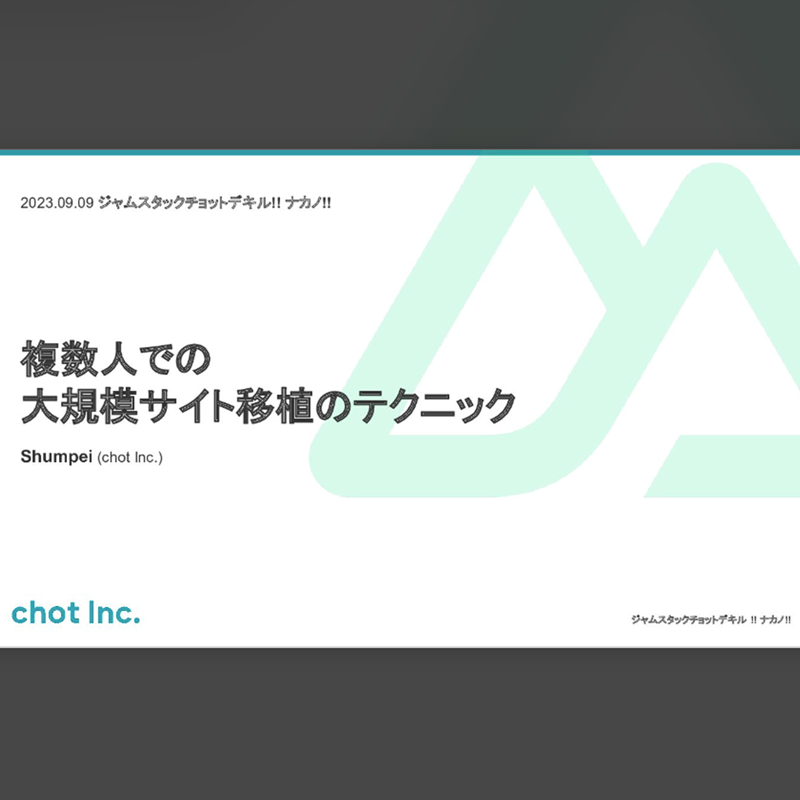 2023.09.09 ジャムスタックチョットデキル!! ナカノ!!
複数人での
大規模サイト移植のテクニック
Shumpei (chot Inc.)
chot Inc.
ジャムスタックチョットデキル !! ナカノ!!